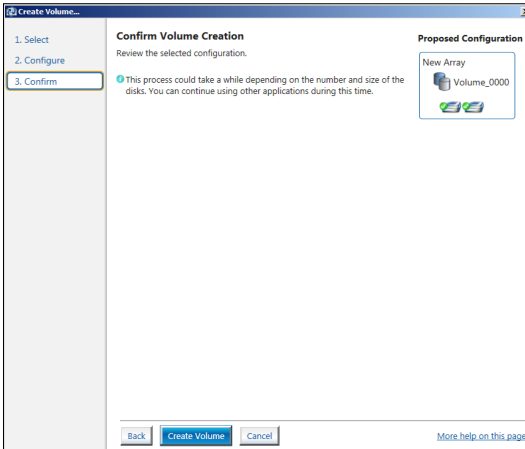 Create Volume...
1. Select
2. Configure
3. Confirm
Confirm Volume Creation
Review the selected configuration.
This process could take a while depending on the number and size of the
disks. You can continue using other applications during this time.
Proposed Configuration
New Array
Volume_0000
Back
Create Volume
Cancel
More help on this page